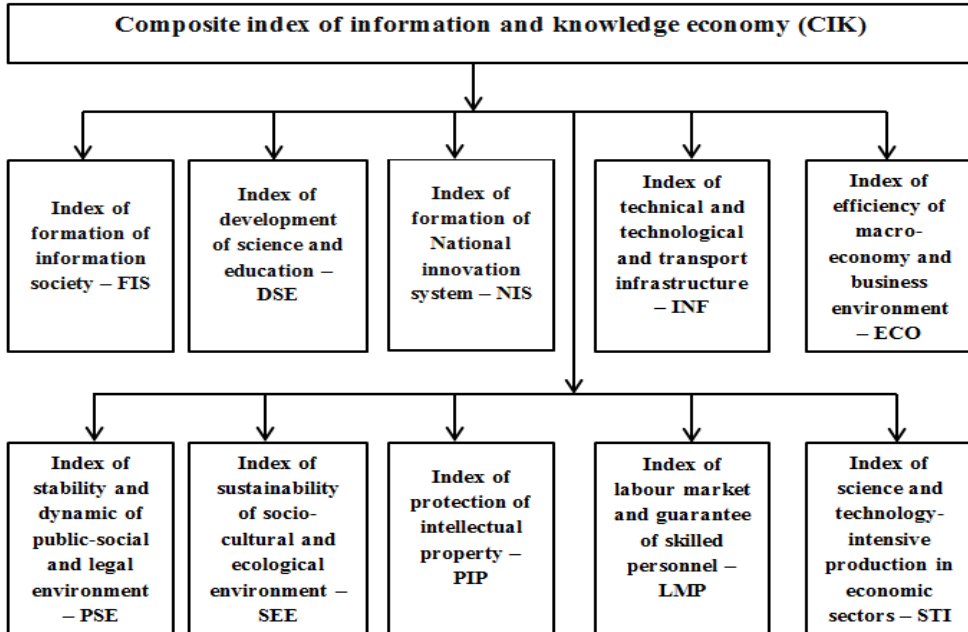 Composite index of information and knowledge economy (CIK)
Index of
formation of
information
society – FIS
Index of
development
of science and
education –
DSE
Index of
formation of
National
innovation
system – NIS
Index of
technical and
technological
and transport
infrastructure
– INF
Index of
efficiency of
macro-
economy and
business
environment
– ECO
Index of
stability and
dynamic of
public-social
and legal
environment
– PSE
Index of
sustainability
of socio-
cultural and
ecological
environment –
SEE
Index of
protection of
intellectual
property –
PIP
Index of
labour market
and guarantee
of skilled
personnel –
LMP
Index of
science and
technology-
intensive
production in
economic
sectors – STI